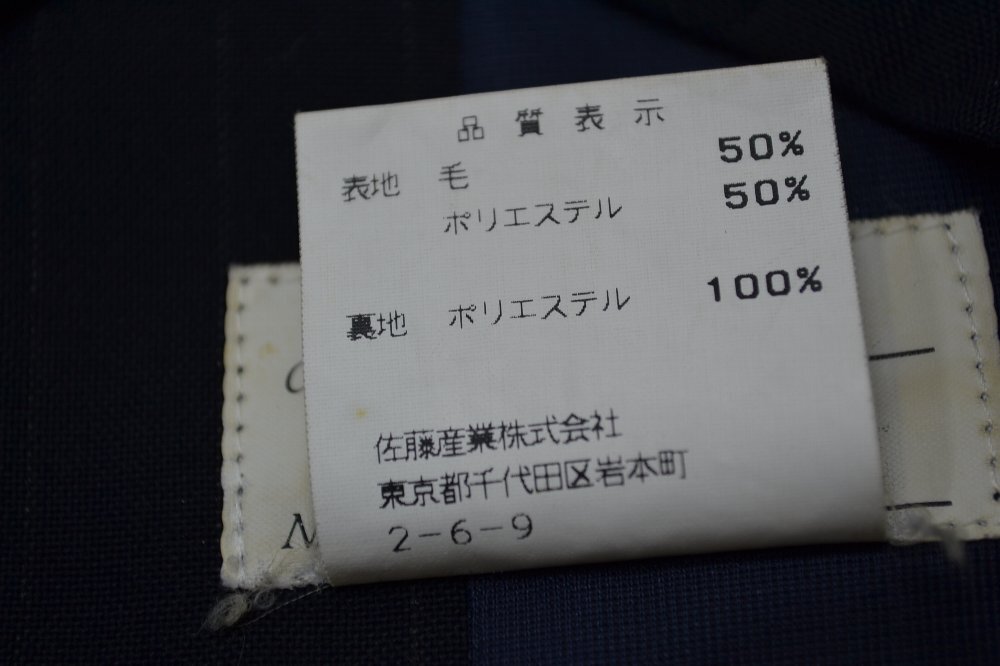 品質表示
表地 毛 50%
ポリエステル 50%
裏地 ポリエステル 100%
佐藤産業株式会社
東京都千代田区岩本町
2-6-9